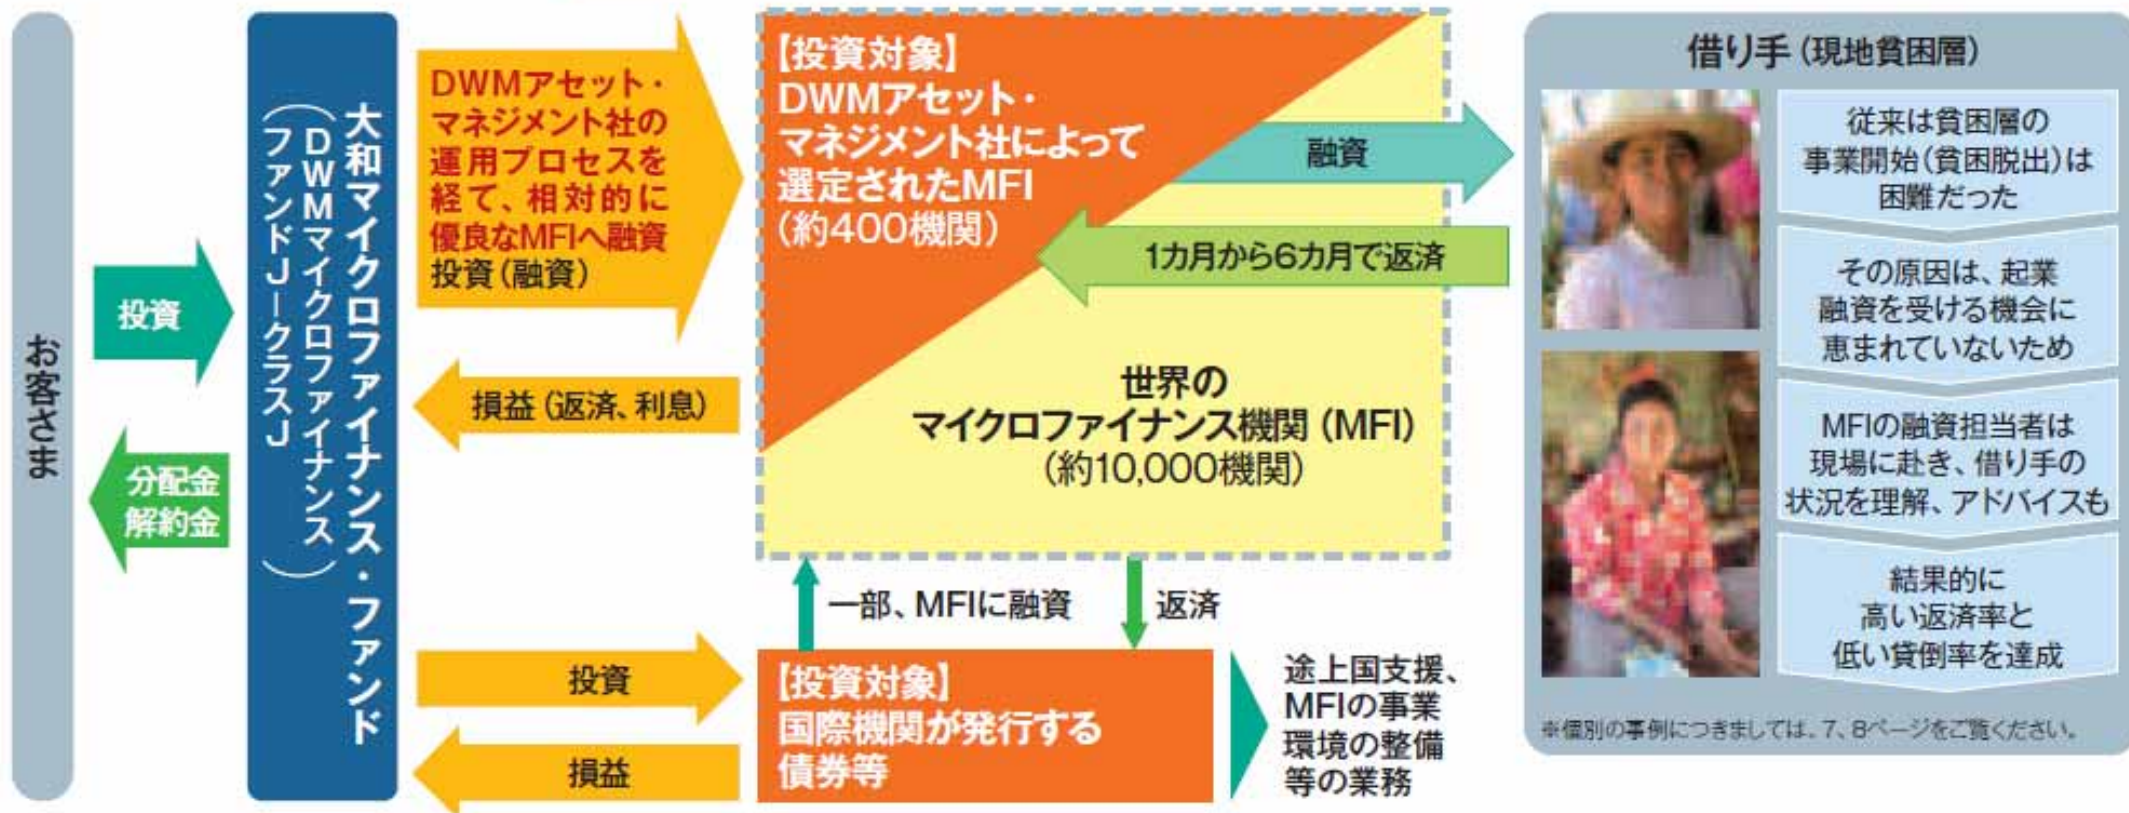 お客さま
投資
分配金
解約金
大和マイクロファイナンス・ファンド
（DWMマイクロファイナンス
ファンドJ－クラスJ）
DWMアセット・
マネジメント社の
運用プロセスを
経て、相対的に
優良なMFIへ融資
投資（融資）
損益（返済、利息）
投資
損益
【投資対象】
DWMアセット・
マネジメント社によって
選定されたMFI
（約400機関）
世界の
マイクロファイナンス機関（MFI）
（約10,000機関）
融資
1カ月から6カ月で返済
一部、MFIに融資
返済
【投資対象】
国際機関が発行する
債券等
途上国支援、
MFIの事業
環境の整備
等の業務
借り手（現地貧困層）
従来は貧困層の
事業開始（貧困脱出）は
困難だった
その原因は、起業
融資を受ける機会に
恵まれていないため
MFIの融資担当者は
現場に赴き、借り手の
状況を理解、アドバイスも
結果的に
高い返済率と
低い貸倒率を達成
※個別の事例につきましては、7、8ページをご覧ください。